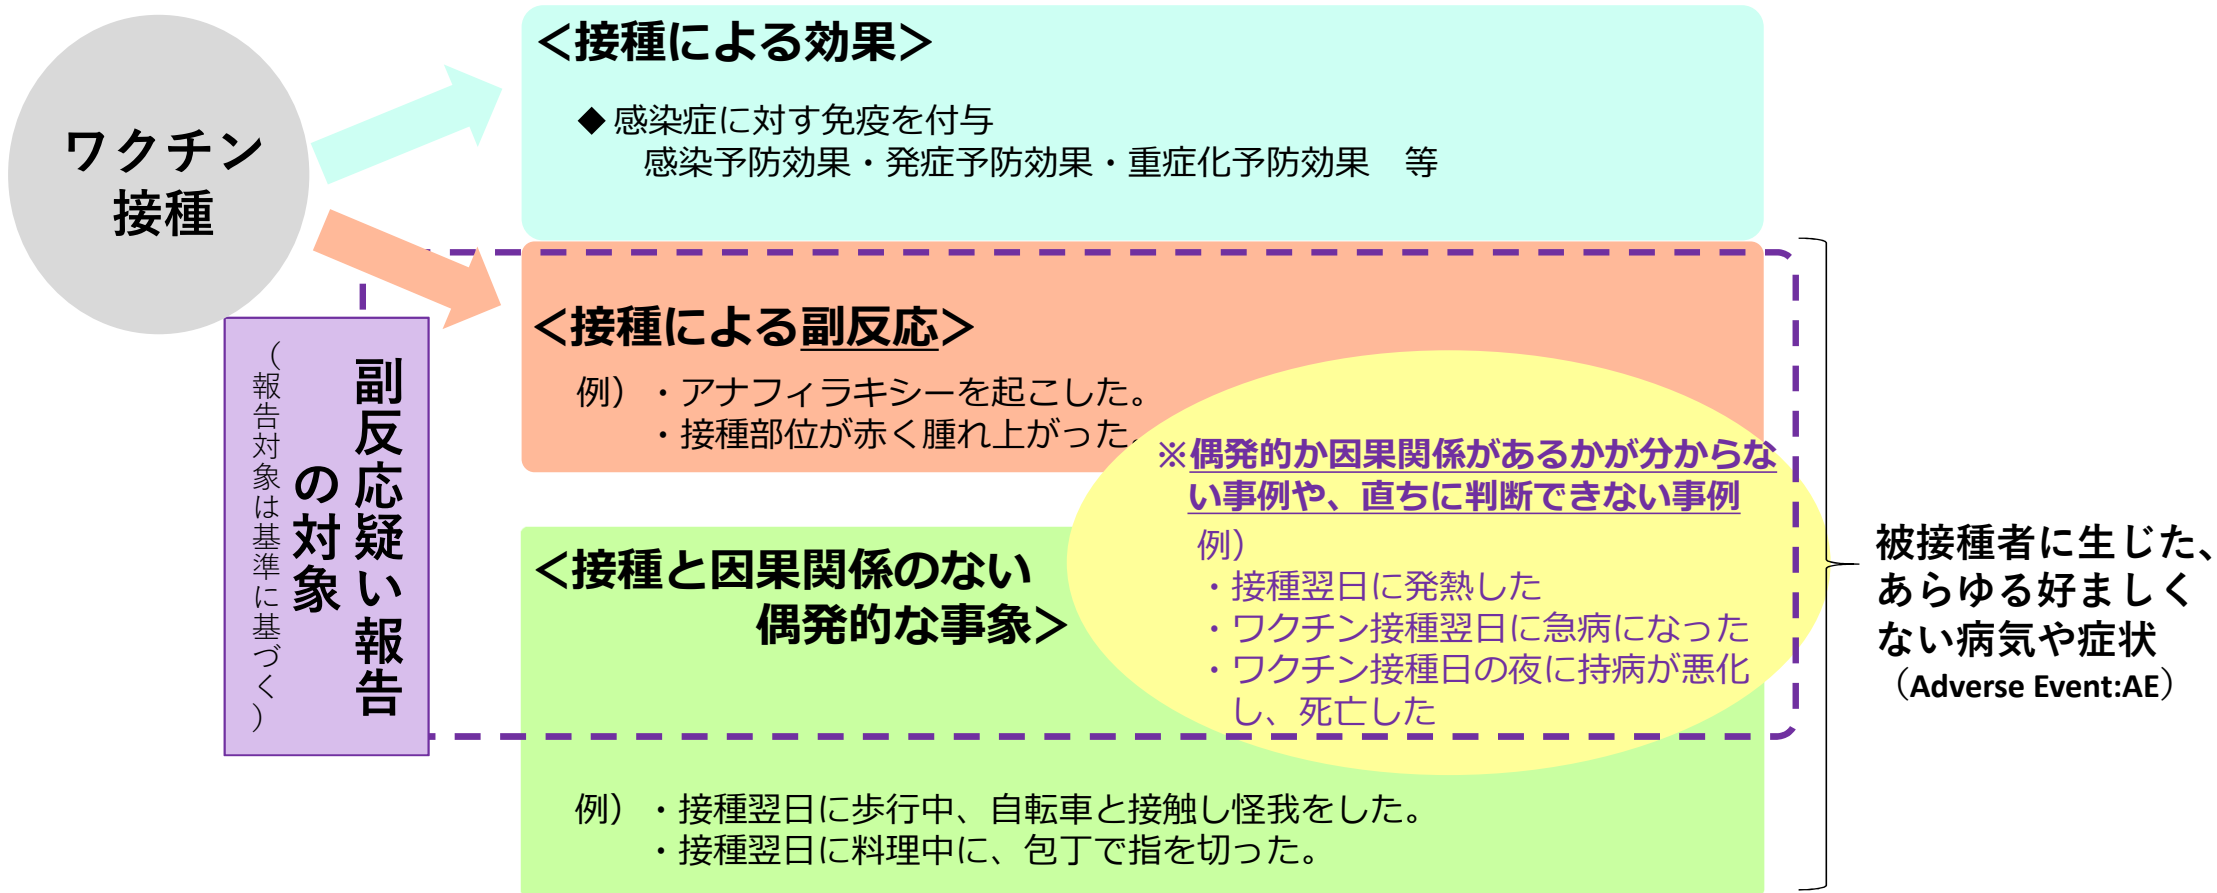 ワクチン
接種
＜接種による効果＞
◆ 感染症に対す免疫を付与
感染予防効果・発症予防効果・重症化予防効果　等
＜接種による副反応＞
例）・アナフィラキシーを起こした。
・接種部位が赤く腫れ上がった。
副反応疑い報告
の対象
（報告対象は基準に基づく）
※偶発的か因果関係があるかが分からな
い事例や、直ちに判断できない事例
例）
・接種翌日に発熱した
・ワクチン接種翌日に急病になった
・ワクチン接種日の夜に持病が悪化
し、死亡した
＜接種と因果関係のない
偶発的な事象＞
例）・接種翌日に歩行中、自転車と接触し怪我をした。
・接種翌日に料理中に、包丁で指を切った。
被接種者に生じた、
あらゆる好ましく
ない病気や症状
（Adverse Event:AE）